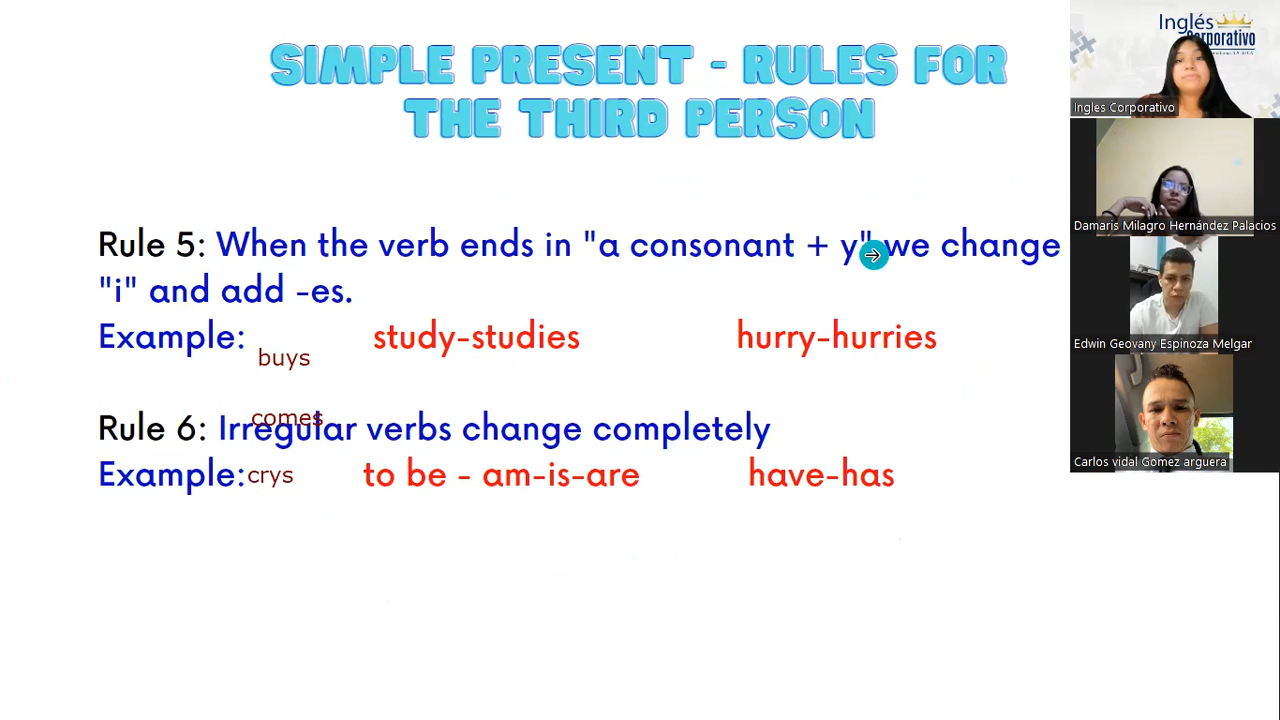 SIMPLE PRESENT - RULES FOR
THE THIRD PERSON
Rule 5: When the verb ends in "a consonant + y" we change
"i" and add -es.
Example: study-studies hurry-hurries
buys
comes
Rule 6: Irregular verbs change completely
Example: to be - am-is-are have-has
crys
Inglés
Corporativo
Ingles Corporativo
Damaris Milagro Hernández Palacios
Edwin Geovany Espinoza Melgar
Carlos vidal Gomez arguera